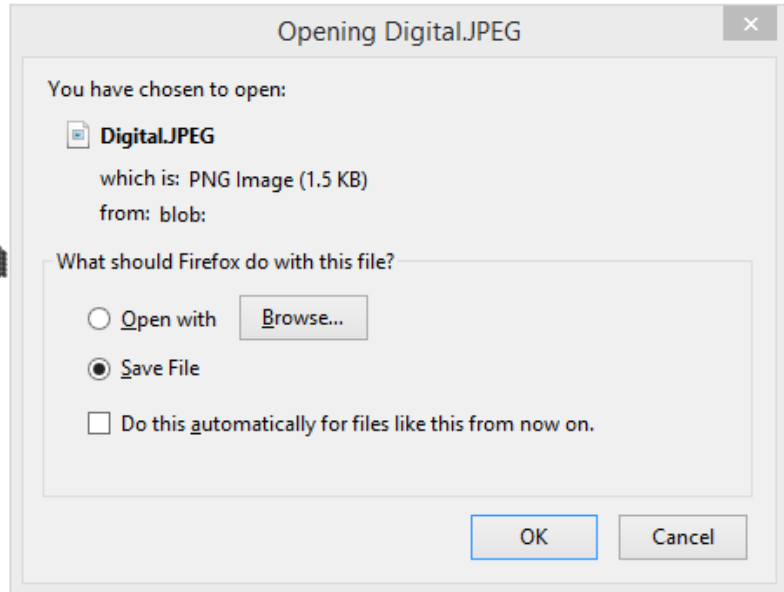 Opening Digital.JPEG
You have chosen to open:
Digital.JPEG
which is: PNG Image (1.5 KB)
from: blob:
What should Firefox do with this file?
Open with Browse...
Save File
Do this automatically for files like this from now on.
OK Cancel